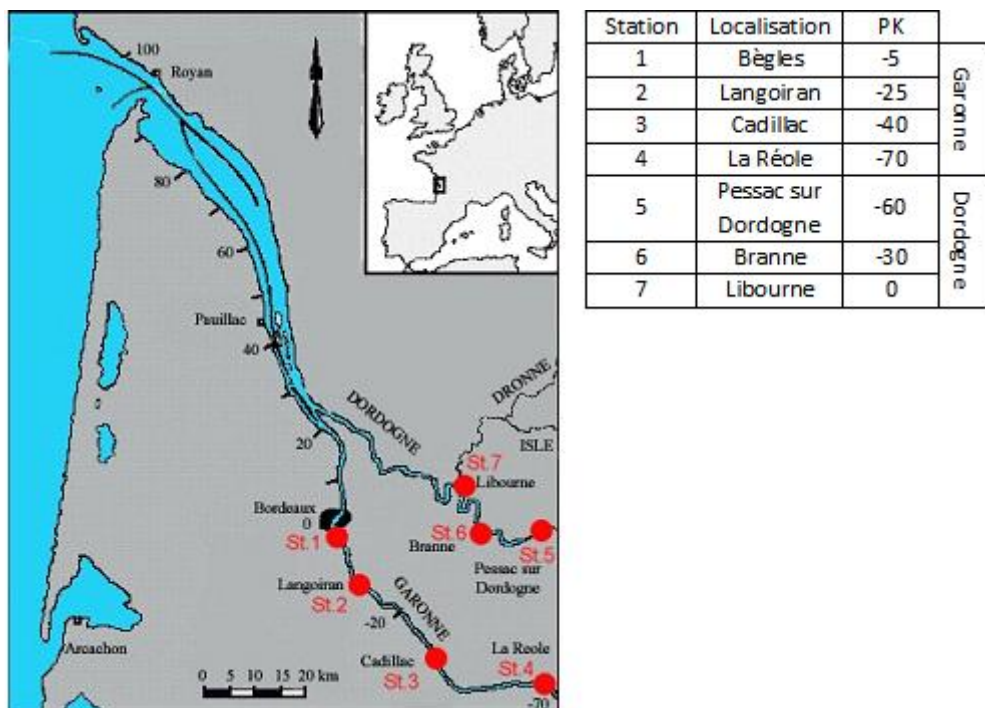 100
Royan
80
60
Pauillac
40
DRONNE
DORDOGNE
ISLE
20
St.7
Libourne
Bordeaux
0
St.1
St.6
Branne
St.5
Pessac sur
Dordogne
Langoiran
St.2
GARONNE
-20
Arcachon
La Reole
Cadillac
St.3
St.4
0 5 10 15 20 km
-70
Station Localisation PK
1 Bègles -5
2 Langoiran -25
3 Cadillac -40
4 La Réole -70
Garonne
5 Pessac sur Dordogne -60
6 Branne -30
7 Libourne 0
Dordogne